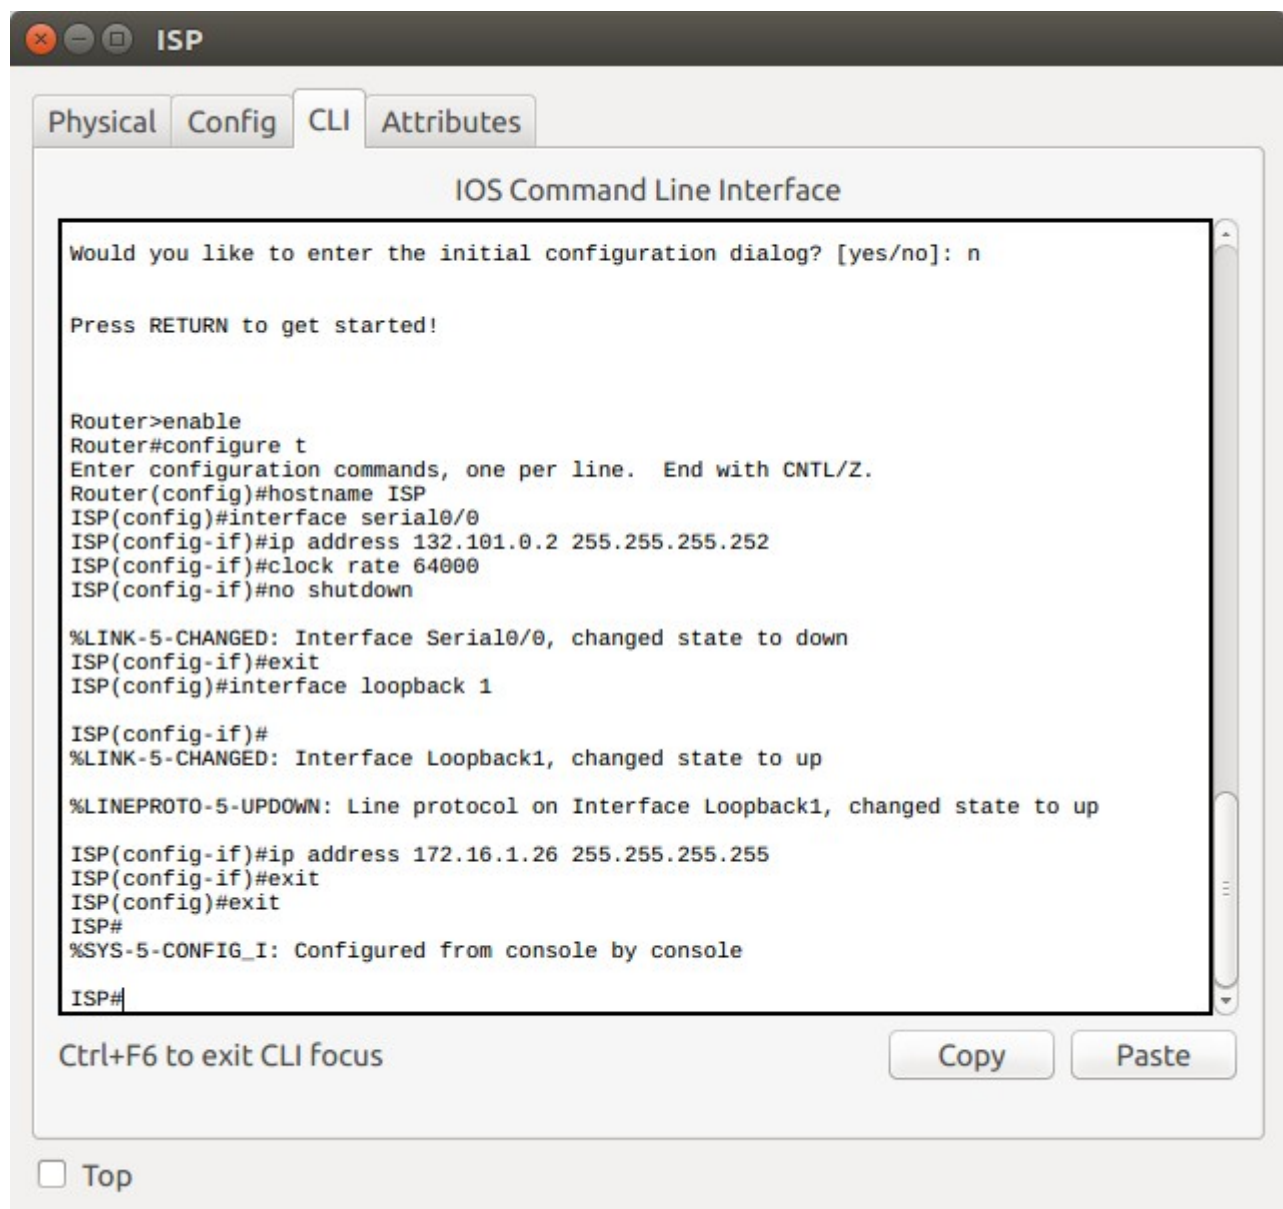 ISP
Physical Config CLI Attributes
IOS Command Line Interface
Would you like to enter the initial configuration dialog? [yes/no]: n
Press RETURN to get started!
Router>enable
Router#configure t
Enter configuration commands, one per line.  End with CNTL/Z.
Router(config)#hostname ISP
ISP(config)#interface serial0/0
ISP(config-if)#ip address 132.101.0.2 255.255.255.252
ISP(config-if)#clock rate 64000
ISP(config-if)#no shutdown
%LINK-5-CHANGED: Interface Serial0/0, changed state to down
ISP(config-if)#exit
ISP(config)#interface loopback 1
ISP(config-if)#
%LINK-5-CHANGED: Interface Loopback1, changed state to up
%LINEPROTO-5-UPDOWN: Line protocol on Interface Loopback1, changed state to up
ISP(config-if)#ip address 172.16.1.26 255.255.255.255
ISP(config-if)#exit
ISP(config)#exit
ISP#
%SYS-5-CONFIG_I: Configured from console by console
ISP#
Ctrl+F6 to exit CLI focus Copy Paste
Top